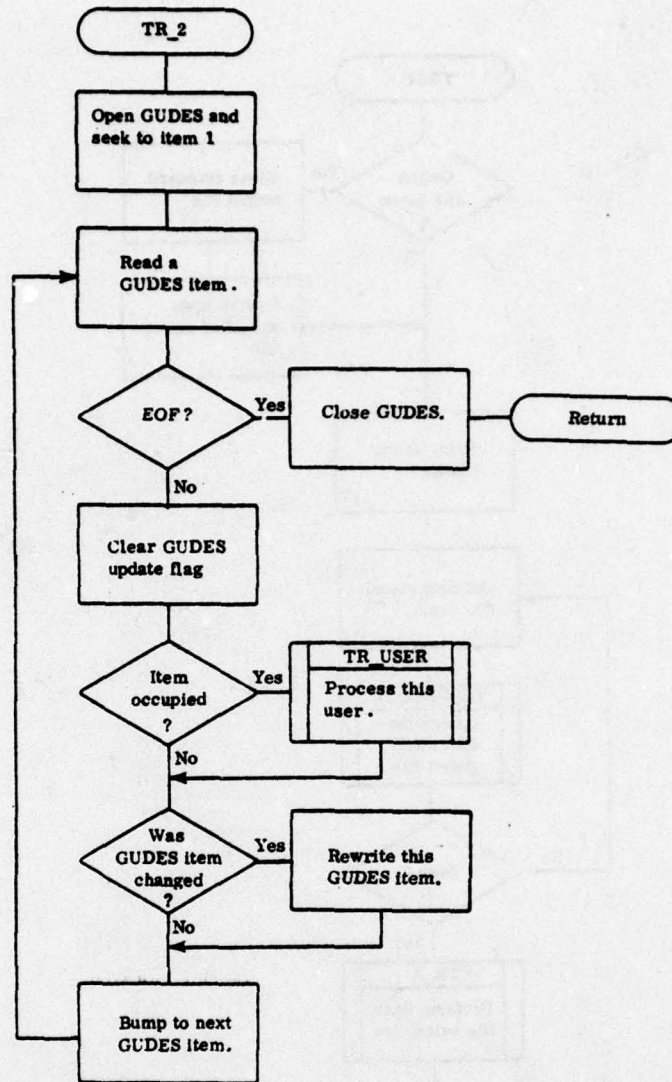 TR_2
Open GUDES and
seek to item 1
Read a
GUDES item.
EOF?
Yes
Close GUDES.
Return
No
Clear GUDES
update flag
Item
occupied
?
Yes
TR_USER
Process this
user.
No
Was
GUDES item
changed
?
Yes
Rewrite this
GUDES item.
No
Bump to next
GUDES item.